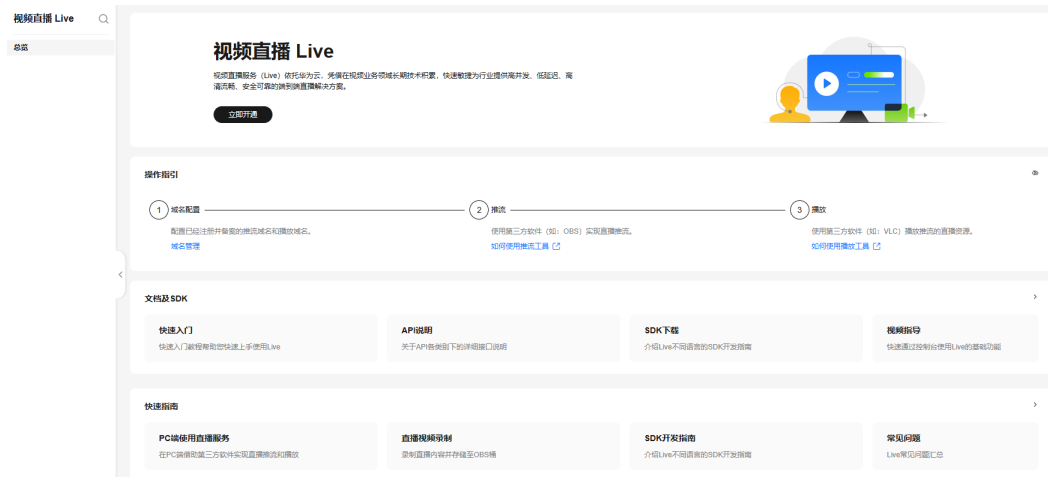 视频直播 Live
总览
视频直播 Live
视频直播服务（Live）依托华为云，凭借在视频业务领域长期技术积累，快速敏捷为行业提供高并发、低延迟、高
清流畅、安全可靠的端到端直播解决方案。
立即开通
操作指引
1 域名配置
2 推流
3 播放
配置已经注册并备案的推流域名和播放域名。
使用第三方软件（如：OBS）实现直播推流。
使用第三方软件（如：VLC）播放推流的直播资源。
域名管理
如何使用推流工具
如何使用播放工具
文档及SDK
快速入门
API说明
SDK下载
视频指导
快速入门教程帮助您快速上手使用Live
关于API各类别下的详细接口说明
介绍Live不同语言的SDK开发指南
快速通过控制台使用Live的基础功能
快速指南
PC端使用直播服务
直播视频录制
SDK开发指南
常见问题
在PC端借助第三方软件实现直播推流和播放
录制直播内容并存储至OBS桶
介绍Live不同语言的SDK开发指南
Live常见问题汇总